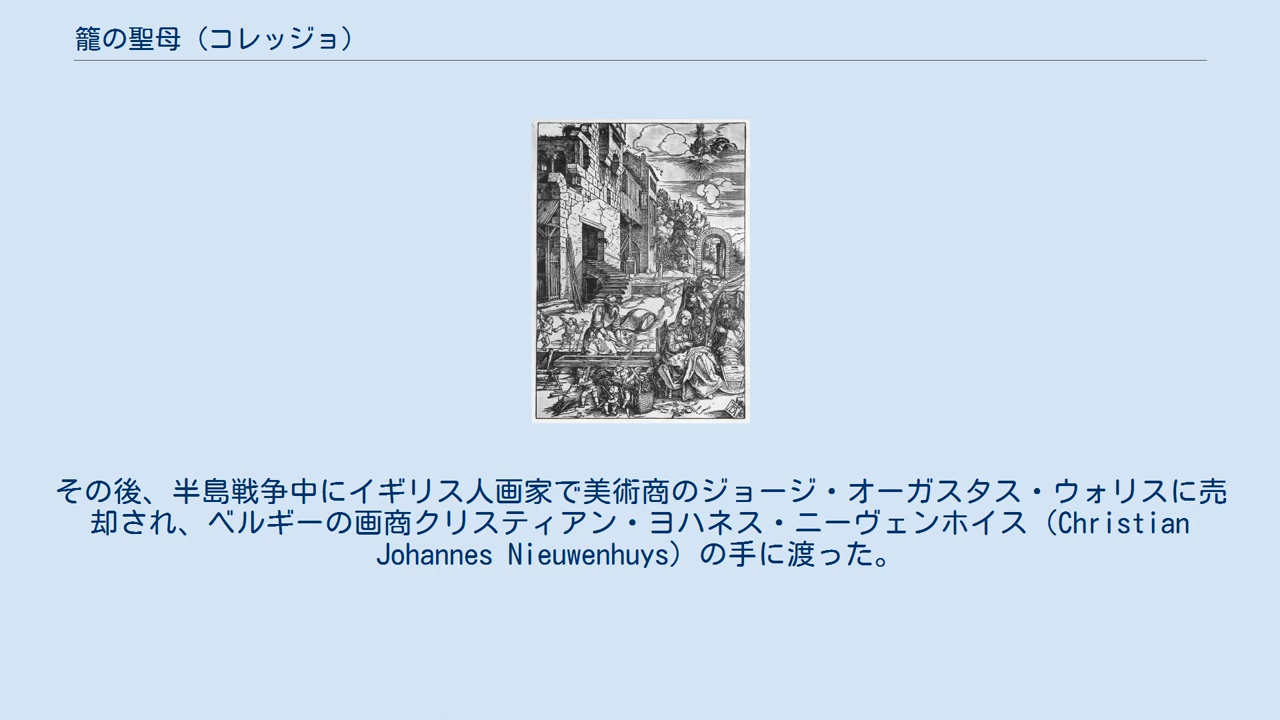 籠の聖母（コレッジョ）
その後、半島戦争中にイギリス人画家で美術商のジョージ・オーガスタス・ウォリスに売
却され、ベルギーの画商クリスティアン・ヨハネス・ニーヴェンホイス（Christian
Johannes Nieuwenhuys）の手に渡った。